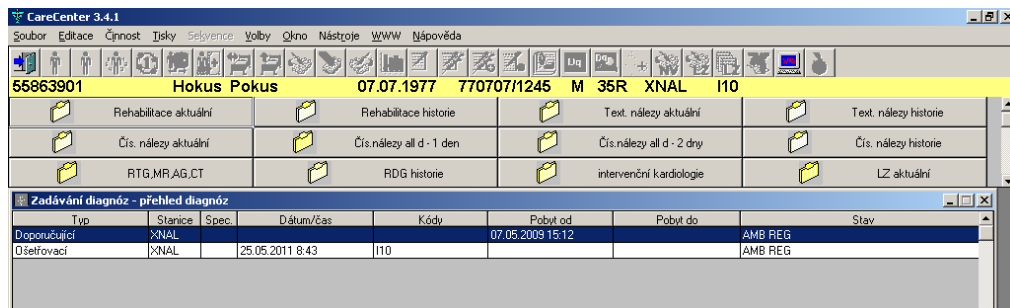 CareCenter 3.4.1
Soubor Editace Činnost Tisky Sekvence Volby Okno Nástroje WWW Nápověda
Uq
55863901 Hokus Pokus 07.07.1977 770707/1245 M 35R XNAL I10
Rehabilitace aktuální Rehabilitace historie Text. nálezy aktuální Text. nálezy historie
Čís. nálezy aktuální Čís.nálezy all d - 1 den Čís.nálezy all d - 2 dny Čís. nálezy historie
RTG,MR,AG,CT RDG historie intervenční kardiologie LZ aktuální
Zadávání diagnóz - přehled diagnóz
Typ Stanice Spec. Dátum/čas Kódy Pobyt od Pobyt do Stav
Doporučující XNAL 07.05.2009 15:12 AMB REG
Ošetřovací XNAL 25.05.2011 8:43 I10 AMB REG